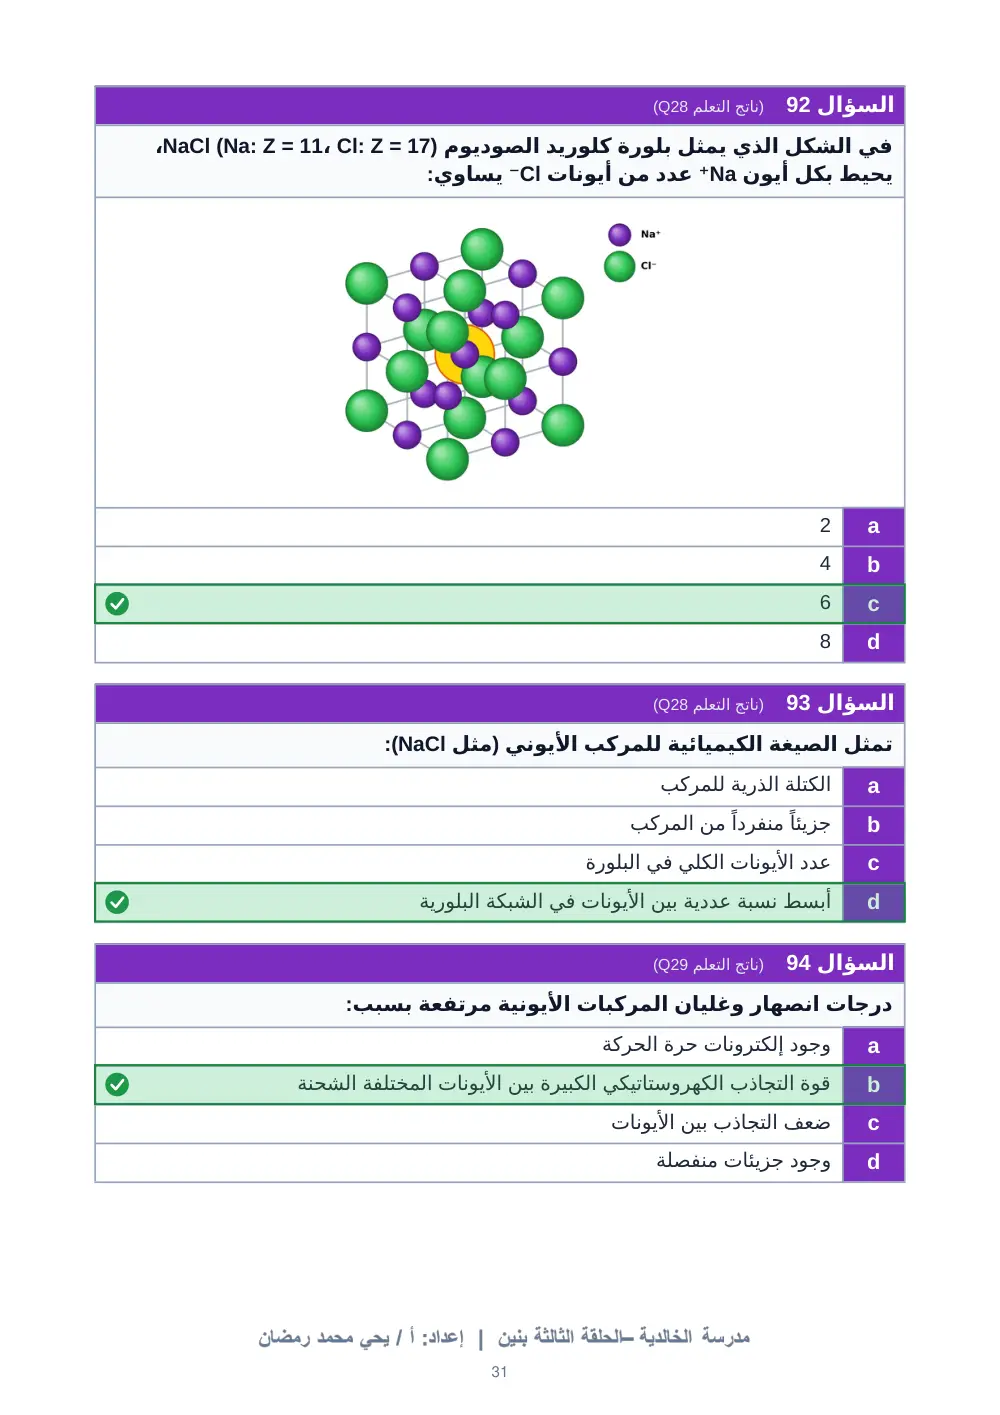 السؤال 92 (ناتج التعلم Q28)
في الشكل الذي يمثل بلورة كلوريد الصوديوم NaCl (Na: Z = 11، Cl: Z = 17)،
يحيط بكل أيون Na⁺ عدد من أيونات Cl⁻ يساوي:
Na⁺
Cl⁻
a 2
b 4
c 6
d 8
السؤال 93 (ناتج التعلم Q28)
تمثل الصيغة الكيميائية للمركب الأيوني (مثل NaCl):
a الكتلة الذرية للمركب
b جزيئاً منفرداً من المركب
c عدد الأيونات الكلي في البلورة
d أبسط نسبة عددية بين الأيونات في الشبكة البلورية
السؤال 94 (ناتج التعلم Q29)
درجات انصهار وغليان المركبات الأيونية مرتفعة بسبب:
a وجود إلكترونات حرة الحركة
b قوة التجاذب الكهروستاتيكي الكبيرة بين الأيونات المختلفة الشحنة
c ضعف التجاذب بين الأيونات
d وجود جزيئات منفصلة
مدرسة الخالدية –الحلقة الثالثة بنين | إعداد: أ / يحي محمد رمضان
31